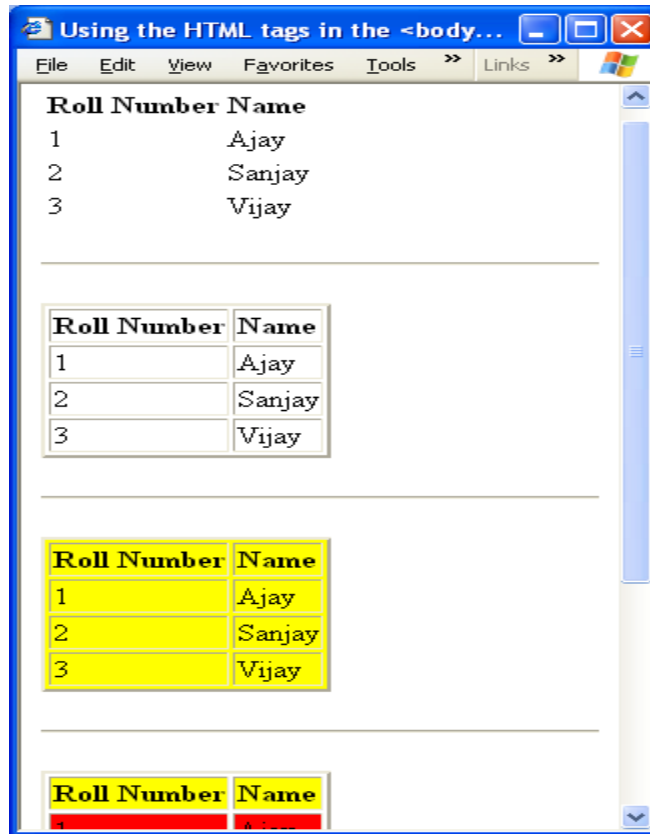 Using the HTML tags in the <body...
File Edit View Favorites Tools » Links »
Roll Number Name
1 Ajay
2 Sanjay
3 Vijay
Roll Number Name
1 Ajay
2 Sanjay
3 Vijay
Roll Number Name
1 Ajay
2 Sanjay
3 Vijay
Roll Number Name